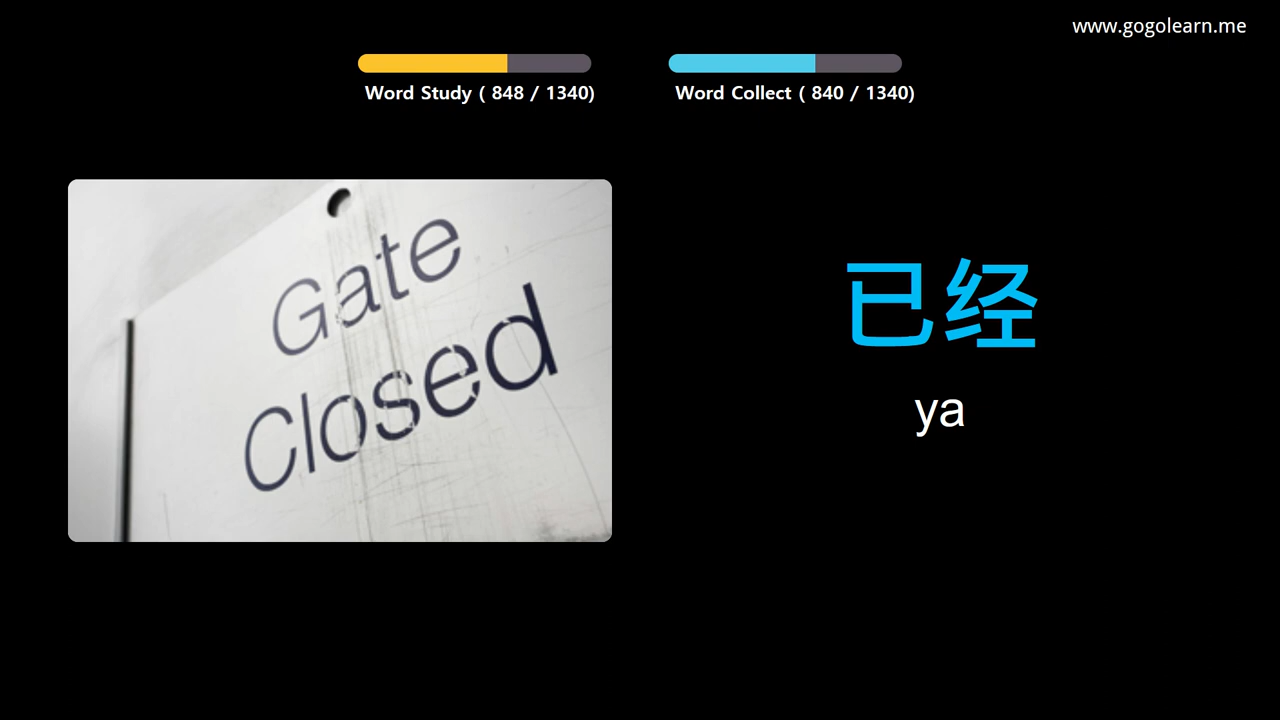 www.gogolearn.me
Word Study ( 848 / 1340)
Word Collect ( 840 / 1340)
Gate
Closed
已经
ya